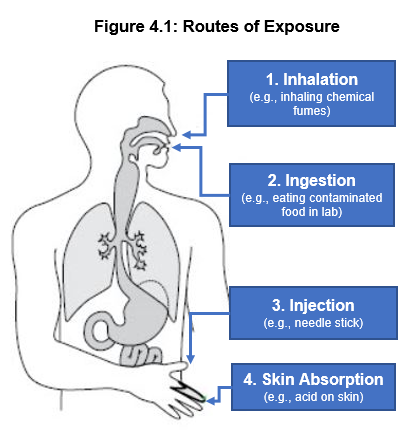 Figure 4.1: Routes of Exposure
1. Inhalation
(e.g., inhaling chemical
fumes)
2. Ingestion
(e.g., eating contaminated
food in lab)
3. Injection
(e.g., needle stick)
4. Skin Absorption
(e.g., acid on skin)